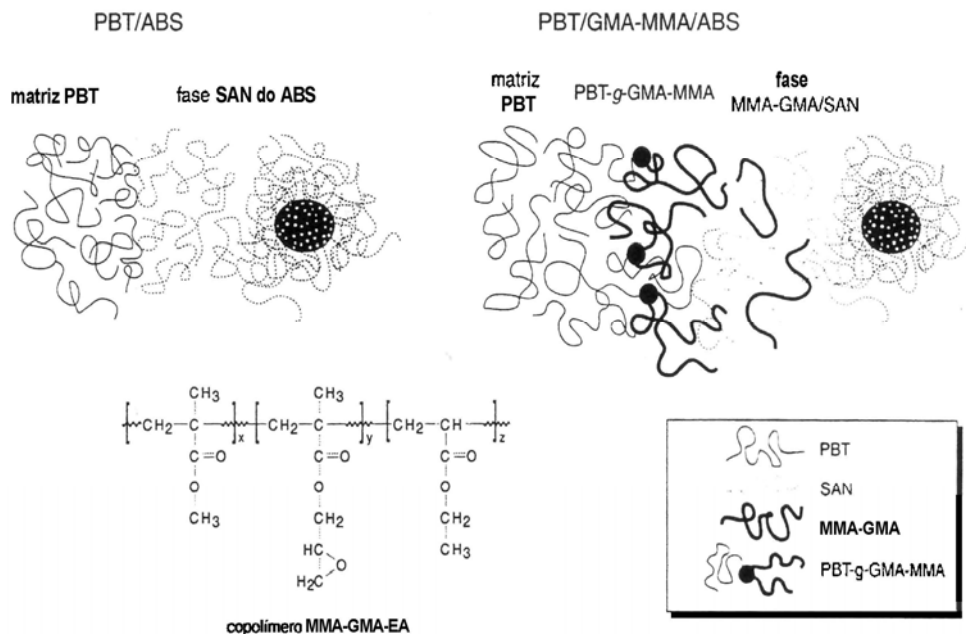 PBT/ABS
PBT/GMA-MMA/ABS
matriz PBT
fase SAN do ABS
matriz
PBT
PBT-g-GMA-MMA
fase
MMA-GMA/SAN
CH3
CH3
CH2
C
x
CH2
C
y
CH2
CH
z
C=O
C=O
C=O
O
O
O
CH3
CH2
CH2
HC
O
CH3
H2C
copolímero MMA-GMA-EA
PBT
SAN
MMA-GMA
PBT-g-GMA-MMA